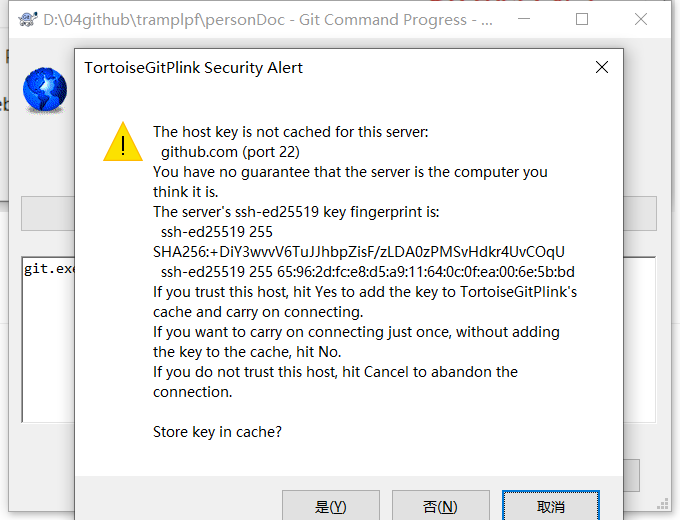 D:\04github\tramplpf\personDoc - Git Command Progress - ...
TortoiseGitPlink Security Alert
The host key is not cached for this server:
github.com (port 22)
You have no guarantee that the server is the computer you
think it is.
The server's ssh-ed25519 key fingerprint is:
ssh-ed25519 255
SHA256:+DiY3wvvV6TuJJhbpZisF/zLDA0zPMSvHdkr4UvCOqU
ssh-ed25519 255 65:96:2d:fc:e8:d5:a9:11:64:0c:0f:ea:00:6e:5b:bd
If you trust this host, hit Yes to add the key to TortoiseGitPlink's
cache and carry on connecting.
If you want to carry on connecting just once, without adding
the key to the cache, hit No.
If you do not trust this host, hit Cancel to abandon the
connection.
Store key in cache?
git.exe
是(Y)
否(N)
取消